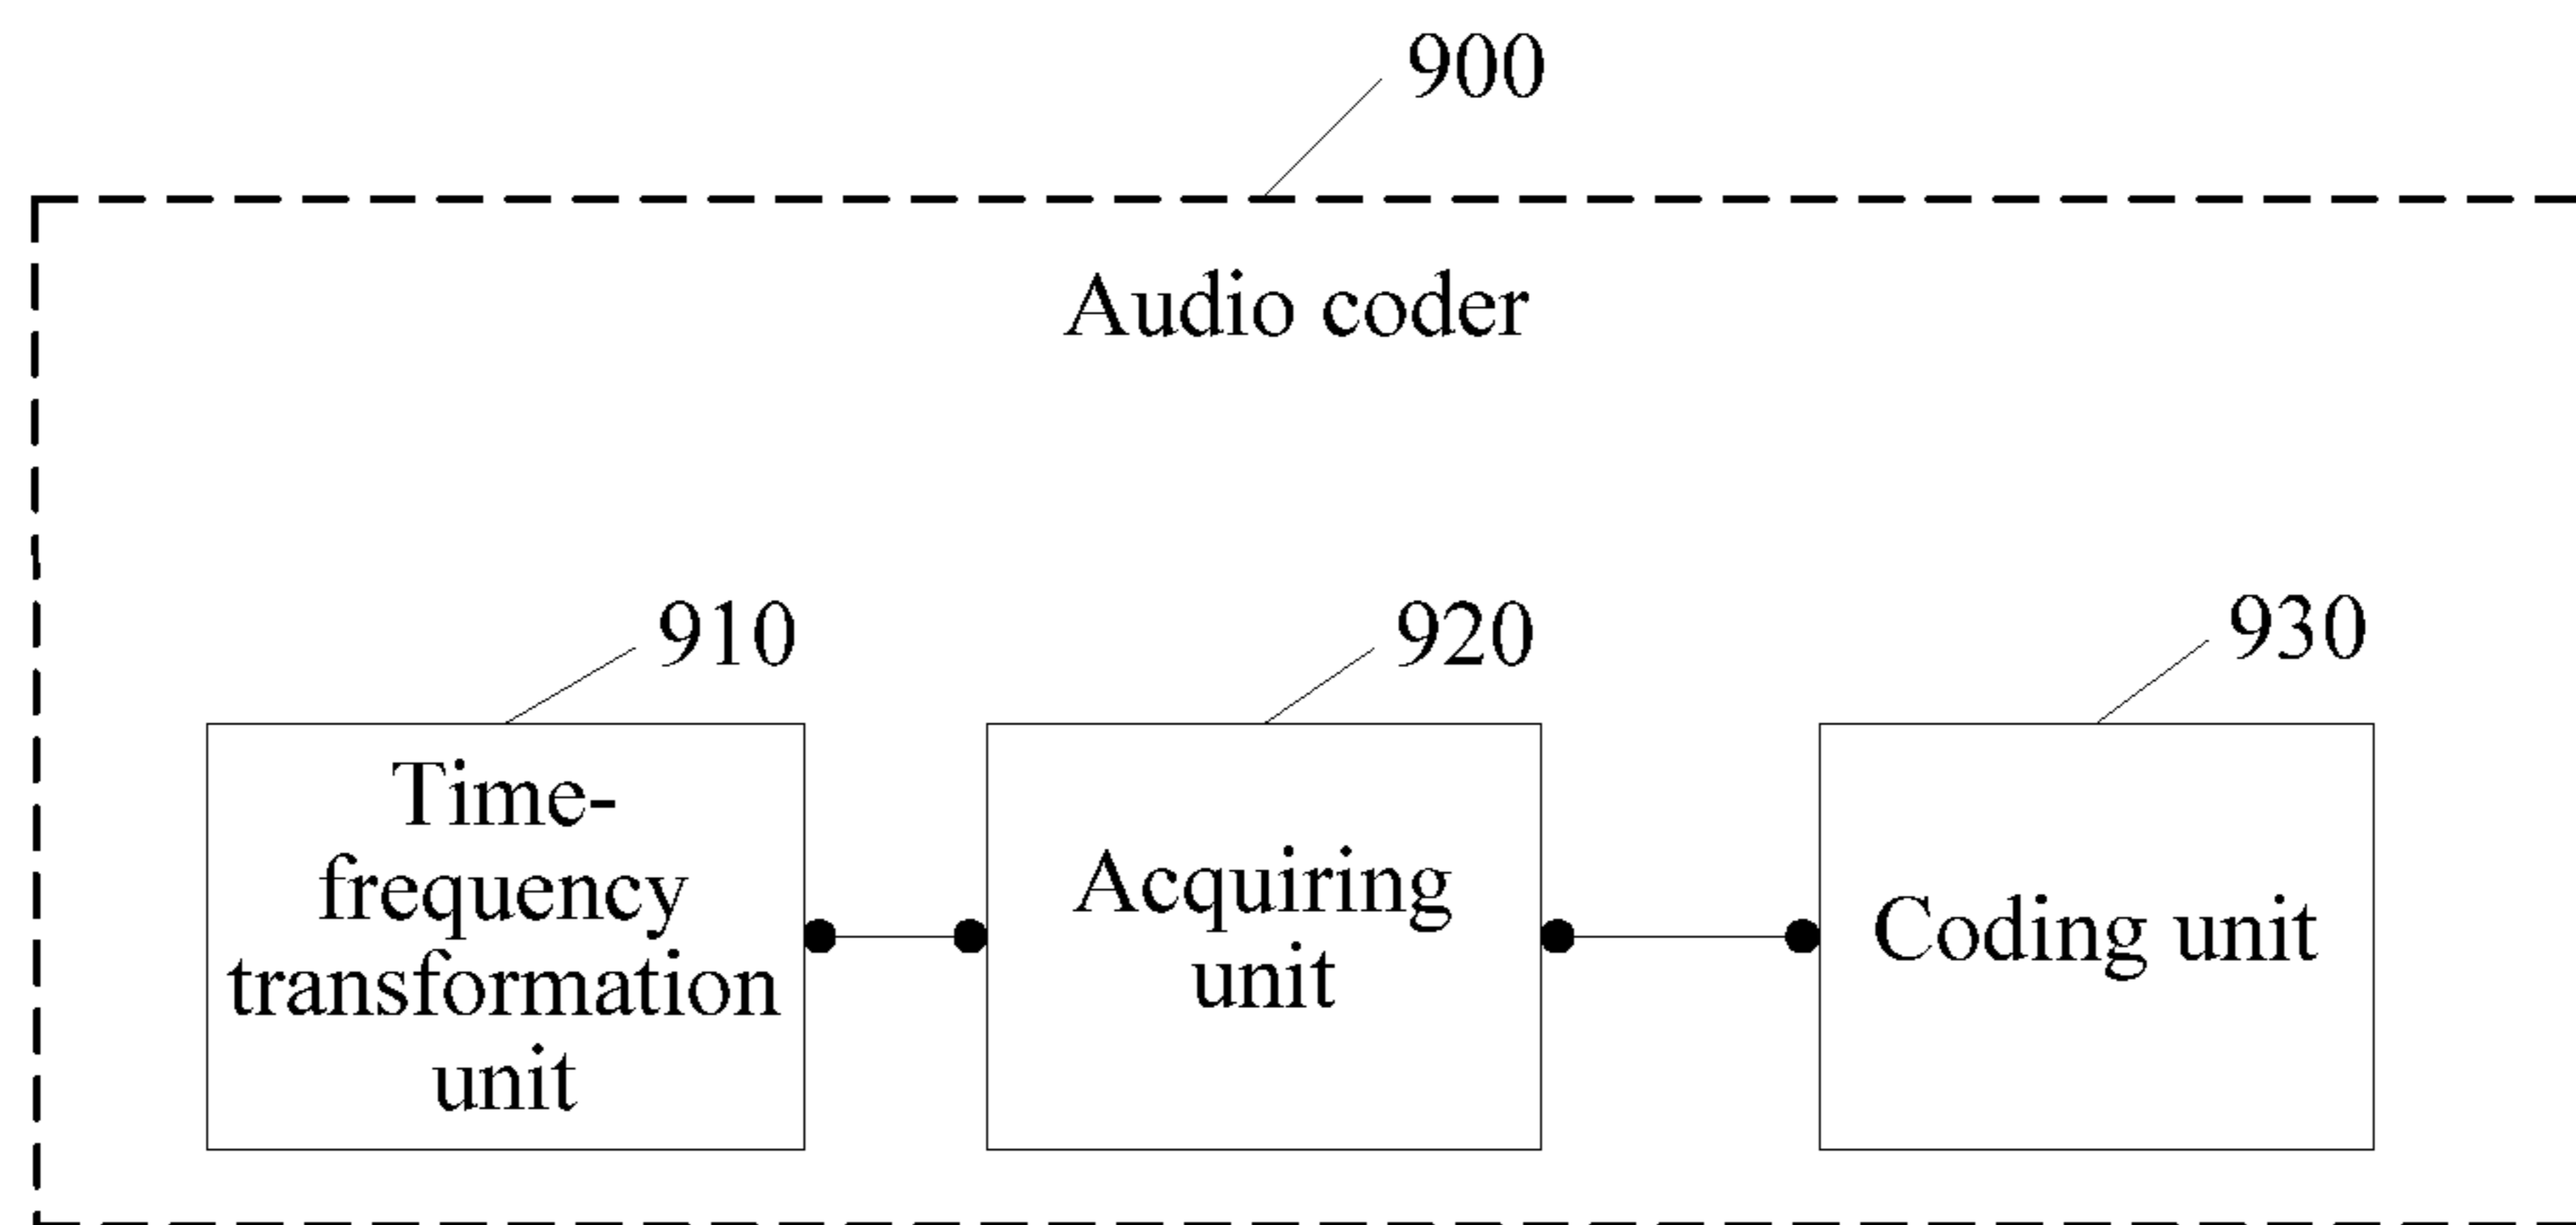 900
Audio coder
910
920
930
Time-
frequency
transformation
unit
Acquiring
unit
Coding unit